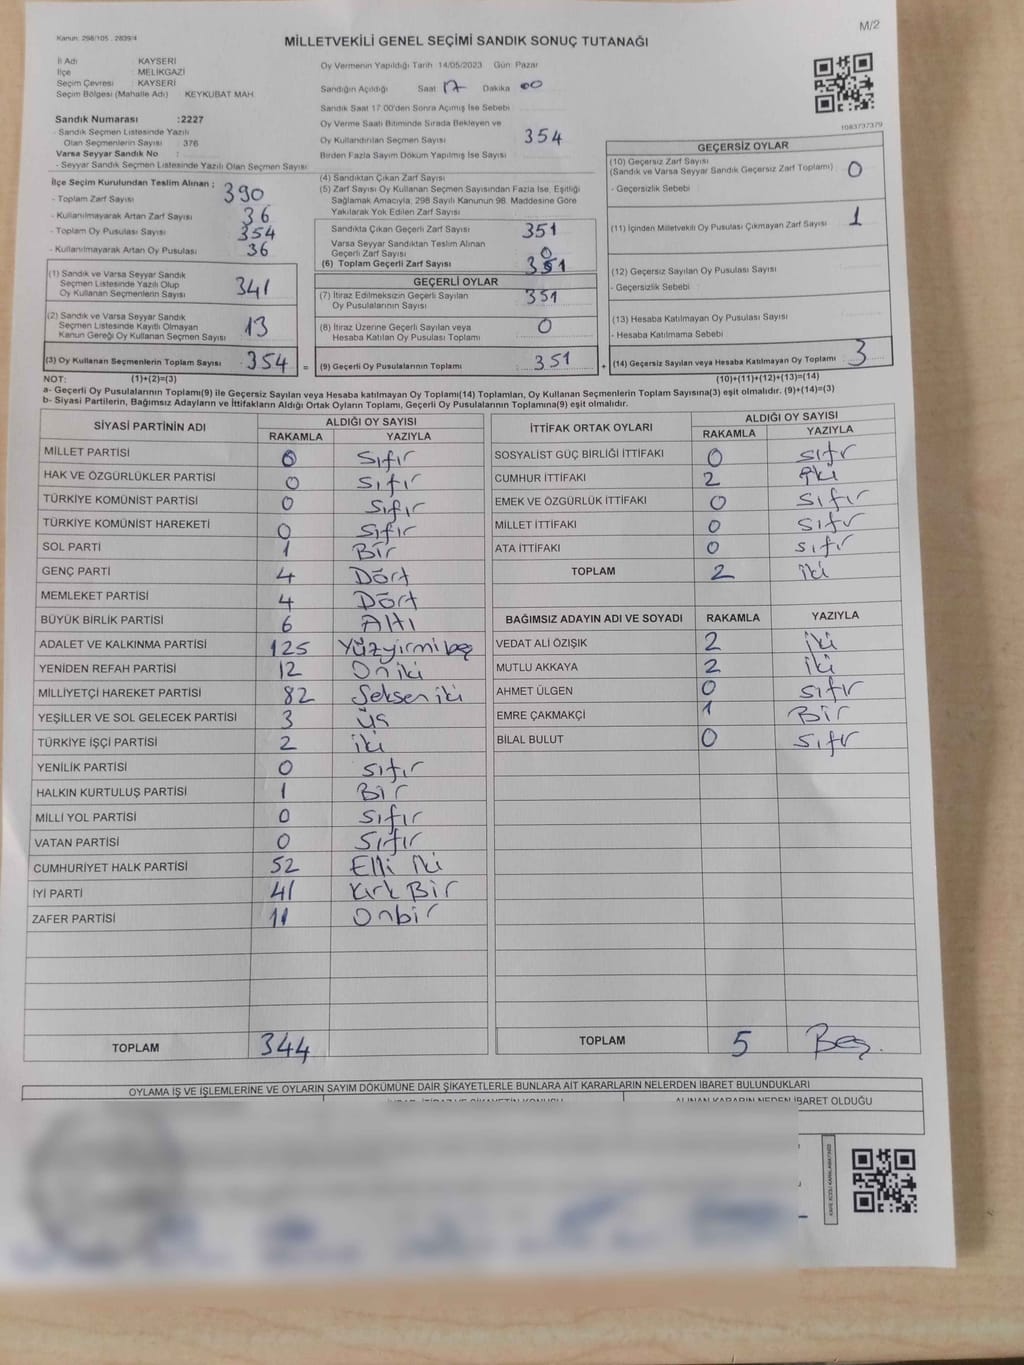 M/2
Kanun: 298/105 . 2839/4
MİLLETVEKİLİ GENEL SEÇİMİ SANDIK SONUÇ TUTANAĞI
İl Adı KAYSERİ
İlçe MELİKGAZİ
Seçim Çevresi : KAYSERİ
Seçim Bölgesi (Mahalle Adı) KEYKUBAT MAH.
Sandık Numarası :2227
- Sandık Seçmen Listesinde Yazılı
Olan Seçmenlerin Sayısı : 376
Varsa Seyyar Sandık No :
- Seyyar Sandık Seçmen Listesinde Yazılı Olan Seçmen Sayısı
Oy Vermenin Yapıldığı Tarih 14/05/2023 Gün Pazar
Sandığın Açıldığı Saat 17 Dakika 00
Sandık Saat 17:00'den Sonra Açımış İse Sebebi
Oy Verme Saati Bitiminde Sırada Bekleyen ve
Oy Kullandırılan Seçmen Sayısı 354
Birden Fazla Sayım Döküm Yapılmış İse Sayısı
1083737379
İlçe Seçim Kurulundan Teslim Alınan ;
- Toplam Zarf Sayısı 390
- Kullanılmayarak Artan Zarf Sayısı 36
- Toplam Oy Pusulası Sayısı 354
- Kullanılmayarak Artan Oy Pusulası 36
(1) Sandık ve Varsa Seyyar Sandık
Seçmen Listesinde Yazılı Olup
Oy Kullanan Seçmenlerin Sayısı 341
(2) Sandık ve Varsa Seyyar Sandık
Seçmen Listesinde Kayıtlı Olmayan
Kanun Gereği Oy Kullanan Seçmen Sayısı 13
(3) Oy Kullanan Seçmenlerin Toplam Sayısı 354 =
(4) Sandıktan Çıkan Zarf Sayısı
(5) Zarf Sayısı Oy Kullanan Seçmen Sayısından Fazla İse, Eşitliği
Sağlamak Amacıyla, 298 Sayılı Kanunun 98. Maddesine Göre
Yakılarak Yok Edilen Zarf Sayısı
Sandıkta Çıkan Geçerli Zarf Sayısı 351
Varsa Seyyar Sandıktan Teslim Alınan
Geçerli Zarf Sayısı 0
(6) Toplam Geçerli Zarf Sayısı 351
GEÇERLİ OYLAR
(7) İtiraz Edilmeksizin Geçerli Sayılan
Oy Pusulalarının Sayısı 351
(8) İtiraz Üzerine Geçerli Sayılan veya
Hesaba Katılan Oy Pusulası Toplamı 0
(9) Geçerli Oy Pusulalarının Toplamı 351 +
GEÇERSİZ OYLAR
(10) Geçersiz Zarf Sayısı
(Sandık ve Varsa Seyyar Sandık Geçersiz Zarf Toplamı) 0
- Geçersizlik Sebebi
(11) İçinden Milletvekili Oy Pusulası Çıkmayan Zarf Sayısı 1
(12) Geçersiz Sayılan Oy Pusulası Sayısı
- Geçersizlik Sebebi
(13) Hesaba Katılmayan Oy Pusulası Sayısı
- Hesaba Katılmama Sebebi
(14) Geçersiz Sayılan veya Hesaba Katılmayan Oy Toplamı 3
NOT: (1)+(2)=(3) (10)+(11)+(12)+(13)=(14)
a- Geçerli Oy Pusulalarının Toplamı(9) ile Geçersiz Sayılan veya Hesaba katılmayan Oy Toplamı(14) Toplamları, Oy Kullanan Seçmenlerin Toplam Sayısına(3) eşit olmalıdır. (9)+(14)=(3)
b- Siyasi Partilerin, Bağımsız Adayların ve İttifakların Aldığı Ortak Oyların Toplamı, Geçerli Oy Pusulalarının Toplamına(9) eşit olmalıdır.
SİYASİ PARTİNİN ADI ALDIĞI OY SAYISI
RAKAMLA YAZIYLA
MİLLET PARTİSİ 0 Sıfır
HAK VE ÖZGÜRLÜKLER PARTİSİ 0 Sıfır
TÜRKİYE KOMÜNİST PARTİSİ 0 Sıfır
TÜRKİYE KOMÜNİST HAREKETİ 0 Sıfır
SOL PARTİ 1 Bir
GENÇ PARTİ 4 Dört
MEMLEKET PARTİSİ 4 Dört
BÜYÜK BİRLİK PARTİSİ 6 Altı
ADALET VE KALKINMA PARTİSİ 125 Yüzyirmibeş
YENİDEN REFAH PARTİSİ 12 Oniki
MİLLİYETÇİ HAREKET PARTİSİ 82 Seksen iki
YEŞİLLER VE SOL GELECEK PARTİSİ 3 Üç
TÜRKİYE İŞÇİ PARTİSİ 2 İki
YENİLİK PARTİSİ 0 Sıfır
HALKIN KURTULUŞ PARTİSİ 1 Bir
MİLLİ YOL PARTİSİ 0 Sıfır
VATAN PARTİSİ 0 Sıfır
CUMHURİYET HALK PARTİSİ 52 Elli iki
İYİ PARTİ 41 Kırk Bir
ZAFER PARTİSİ 11 Onbir
TOPLAM 344
İTTİFAK ORTAK OYLARI ALDIĞI OY SAYISI
RAKAMLA YAZIYLA
SOSYALİST GÜÇ BİRLİĞİ İTTİFAKI 0 Sıfır
CUMHUR İTTİFAKI 2 İki
EMEK VE ÖZGÜRLÜK İTTİFAKI 0 Sıfır
MİLLET İTTİFAKI 0 Sıfır
ATA İTTİFAKI 0 Sıfır
TOPLAM 2 iki
BAĞIMSIZ ADAYIN ADI VE SOYADI RAKAMLA YAZIYLA
VEDAT ALİ ÖZIŞIK 2 İki
MUTLU AKKAYA 2 İki
AHMET ÜLGEN 0 Sıfır
EMRE ÇAKMAKÇİ 1 Bir
BİLAL BULUT 0 Sıfır
TOPLAM 5 Beş.
OYLAMA İŞ VE İŞLEMLERİNE VE OYLARIN SAYIM DÖKÜMÜNE DAİR ŞİKAYETLERLE BUNLARA AİT KARARLARIN NELERDEN İBARET BULUNDUKLARI
ALINAN KARARIN NEDEN İBARET OLDUĞU